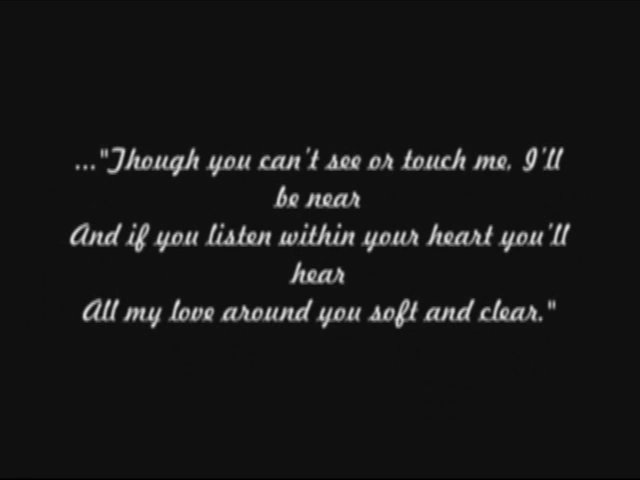 ..."Though you can't see or touch me, I'll
be near
And if you listen within your heart you'll
hear
All my love around you soft and clear."